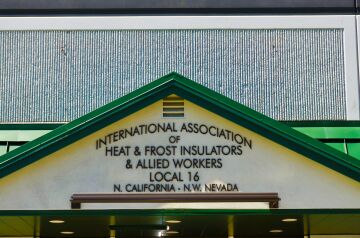 INTERNATIONAL ASSOCIATION
OF
HEAT & FROST INSULATORS
& ALLIED WORKERS
LOCAL 16
N. CALIFORNIA - N.W. NEVADA